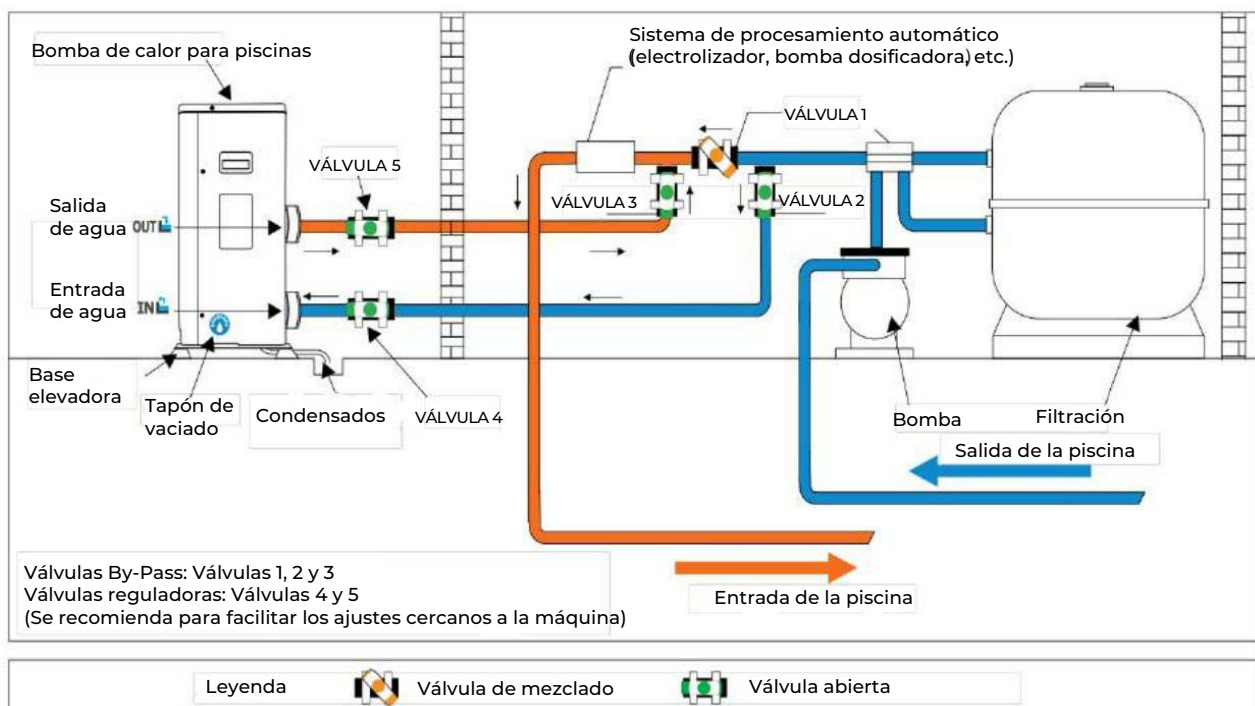 Bomba de calor para piscinas
Sistema de procesamiento automático
(electrolizador, bomba dosificadora, etc.)
VÁLVULA 1
VÁLVULA 5
VÁLVULA 3
VÁLVULA 2
Salida
de agua
OUT
Entrada
de agua
IN
Base
elevadora
Tapón de
vaciado
Condensados
VÁLVULA 4
Bomba
Filtración
Salida de la piscina
Entrada de la piscina
Válvulas By-Pass: Válvulas 1, 2 y 3
Válvulas reguladoras: Válvulas 4 y 5
(Se recomienda para facilitar los ajustes cercanos a la máquina)
Leyenda
Válvula de mezclado
Válvula abierta